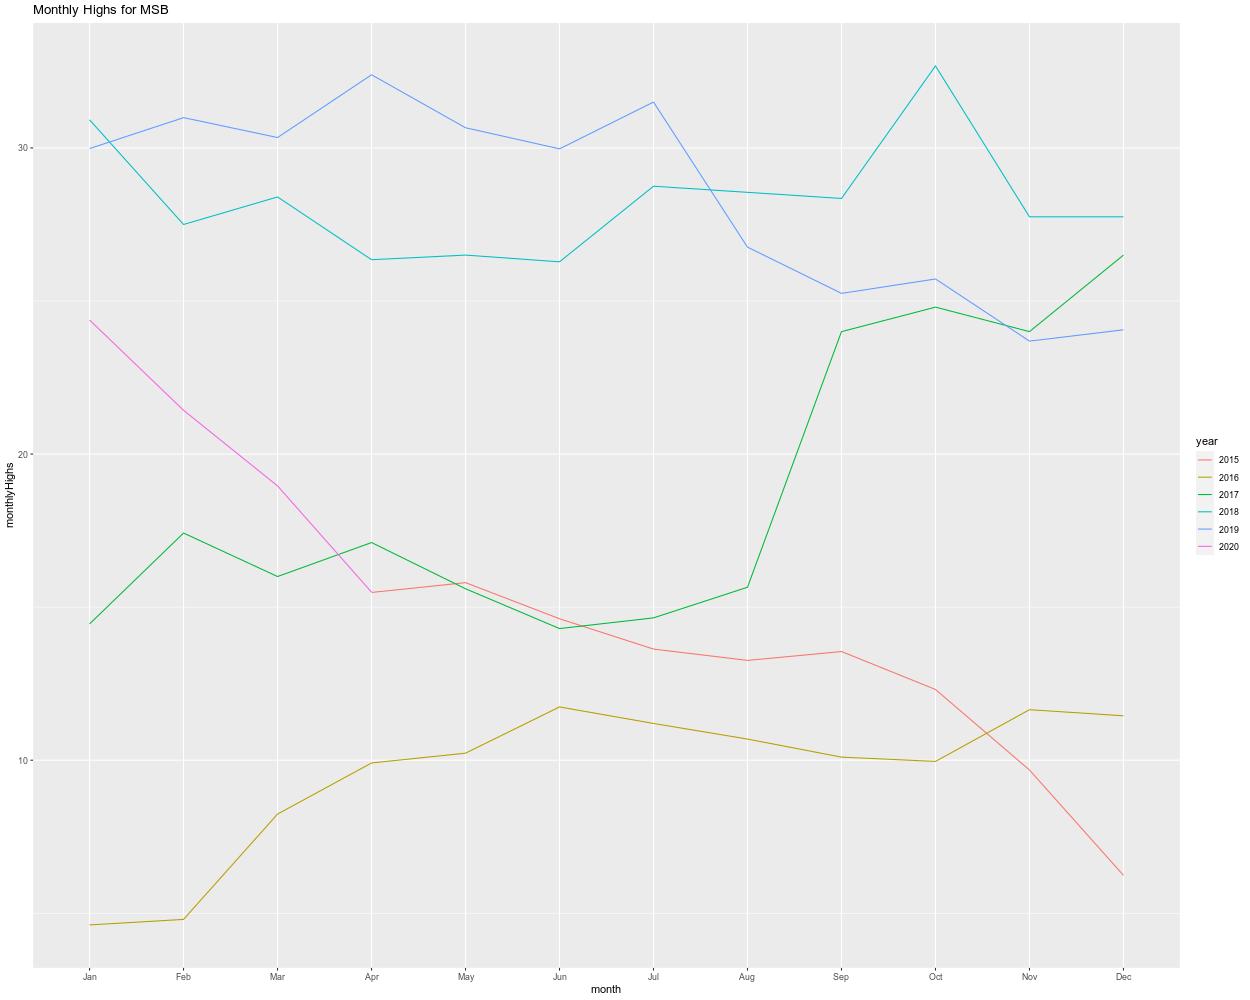 Monthly Highs for MSB
monthlyHighs
30
20
10
Jan Feb Mar Apr May Jun Jul Aug Sep Oct Nov Dec
month
year
2015
2016
2017
2018
2019
2020